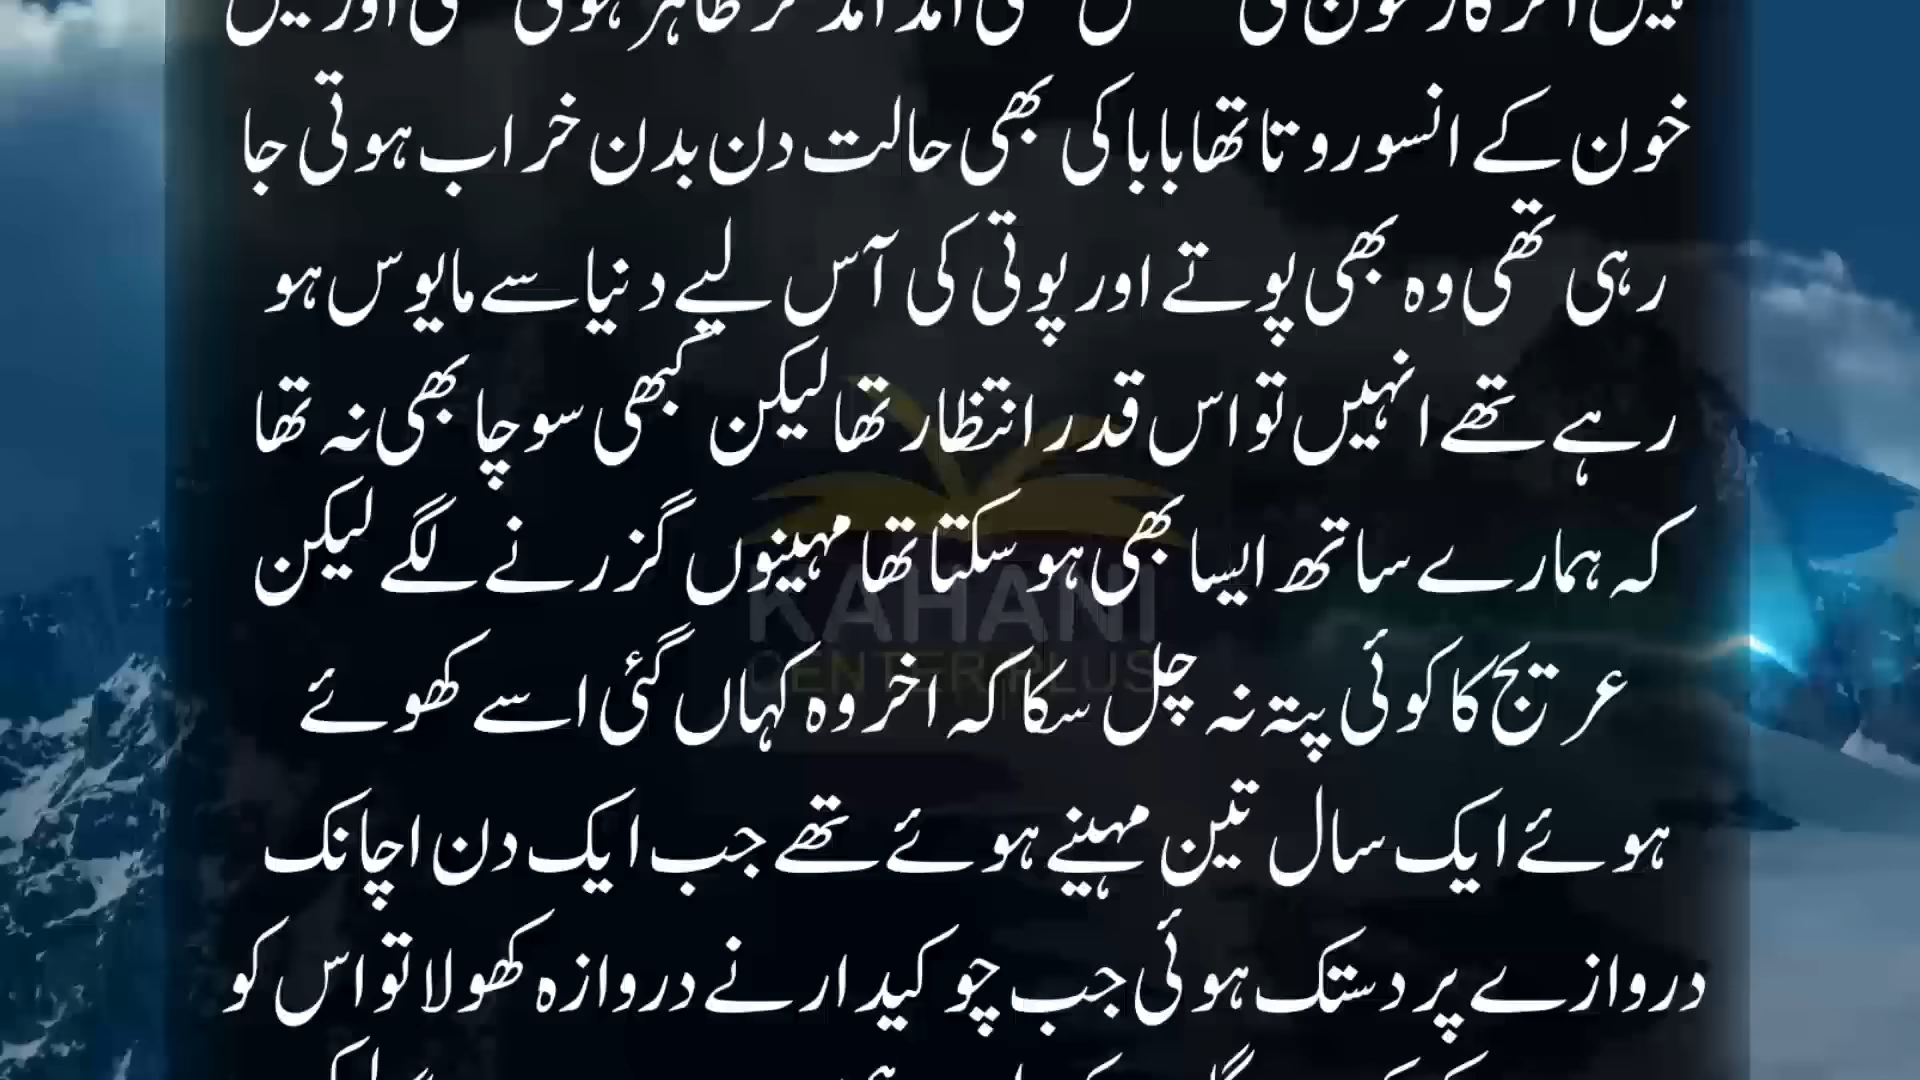 خون کے انسو روتا تھا بابا کی بھی حالت دن بدن خراب ہوتی جا
رہی تھی وہ بھی پوتے اور پوتی کی آس لیے دنیا سے مایوس ہو
رہے تھے انہیں تو اس قدر انتظار تھا لیکن کبھی سوچا بھی نہ تھا
کہ ہمارے ساتھ ایسا بھی ہو سکتا تھا مہینوں گزرنے لگے لیکن
KAHANI
CENTER PLUS
عریج کا کوئی پتہ نہ چل سکا کہ اخر وہ کہاں گئی اسے کھوئے
ہوئے ایک سال تین مہینے ہوئے تھے جب ایک دن اچانک
دروازے پر دستک ہوئی جب چوکیدار نے دروازہ کھولا تو اس کو